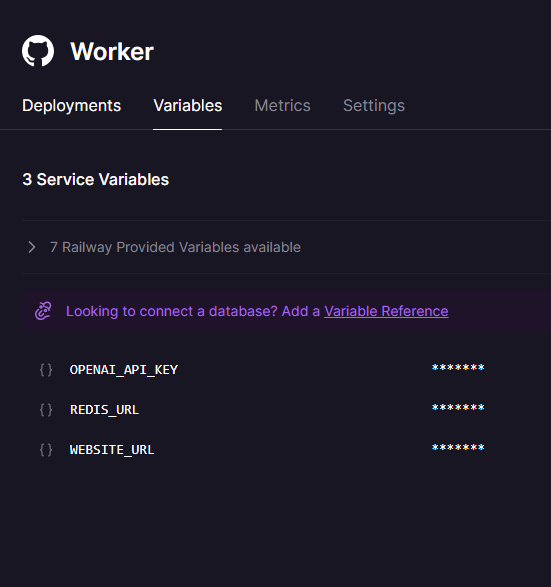 Worker
Deployments Variables Metrics Settings
3 Service Variables
7 Railway Provided Variables available
Looking to connect a database? Add a Variable Reference
{ } OPENAI_API_KEY *******
{ } REDIS_URL *******
{ } WEBSITE_URL *******